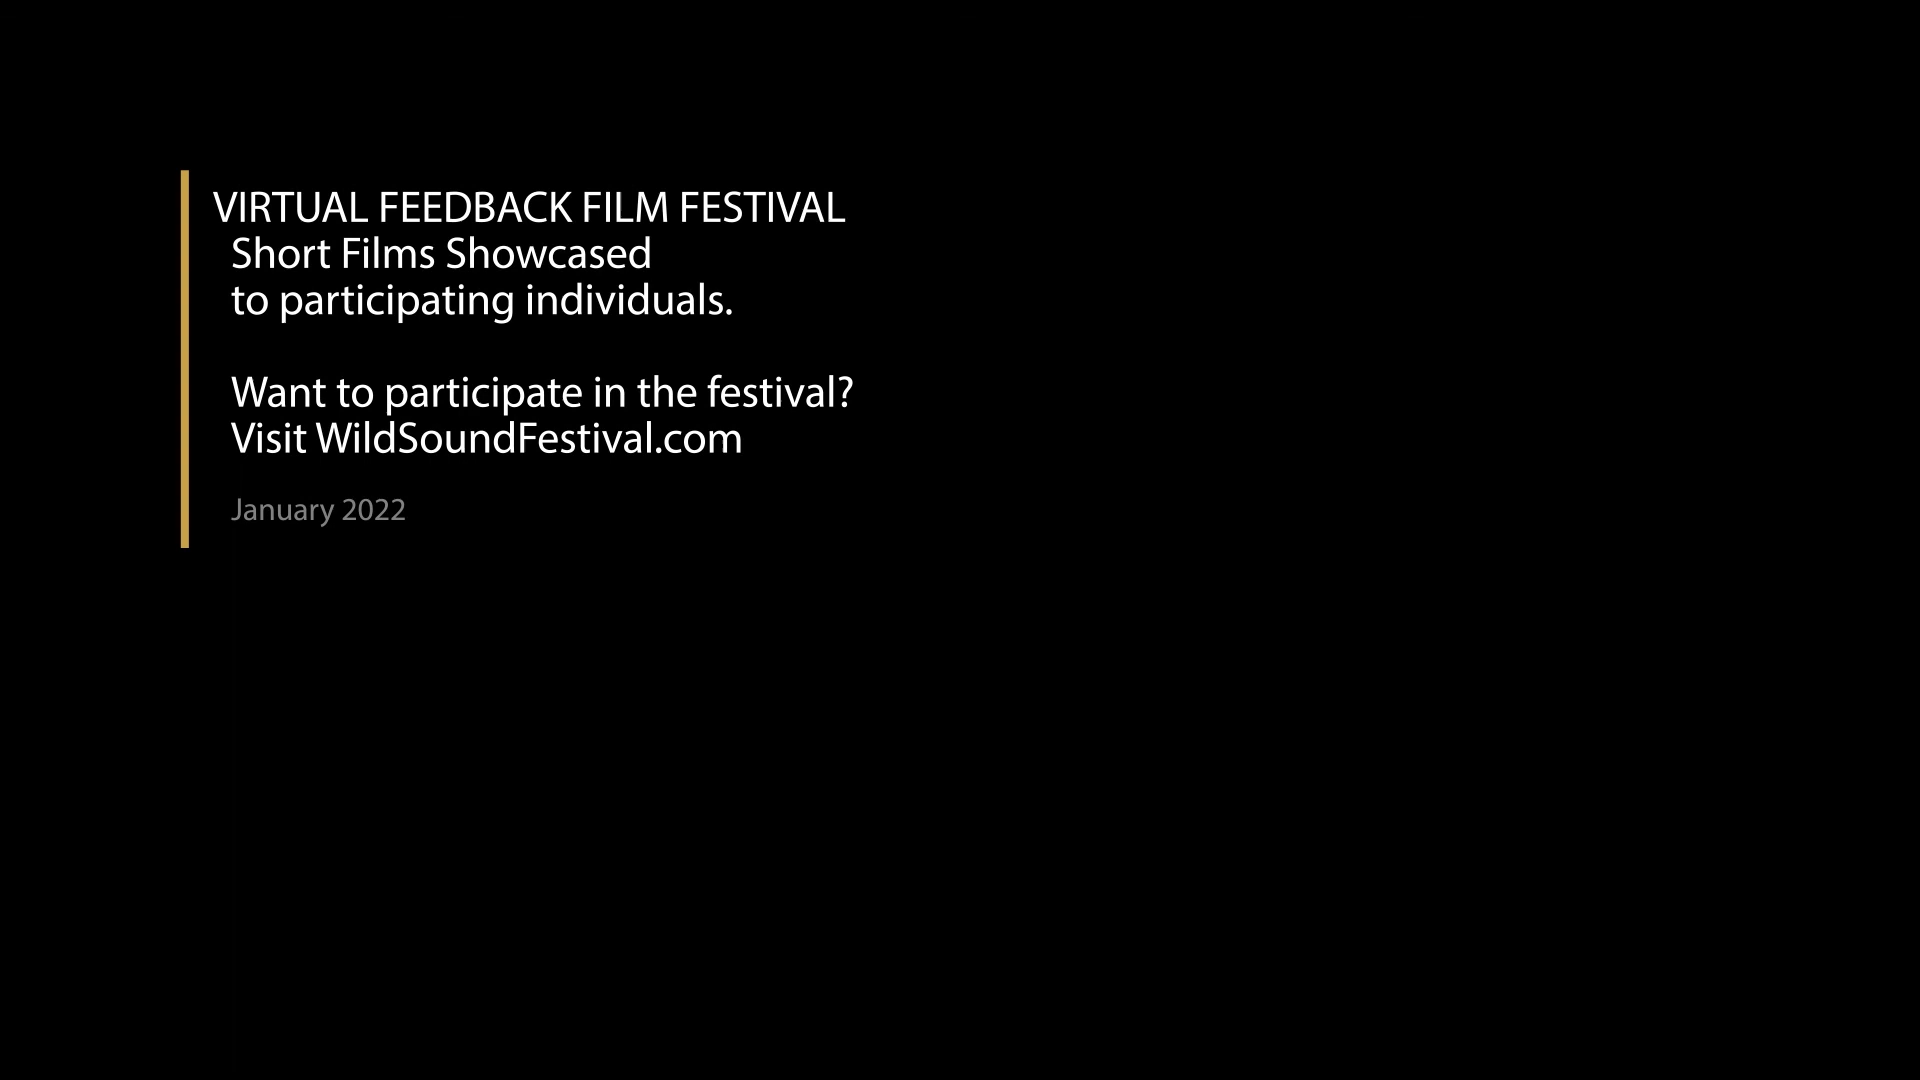 VIRTUAL FEEDBACK FILM FESTIVAL
Short Films Showcased
to participating individuals.
Want to participate in the festival?
Visit WildSoundFestival.com
January 2022